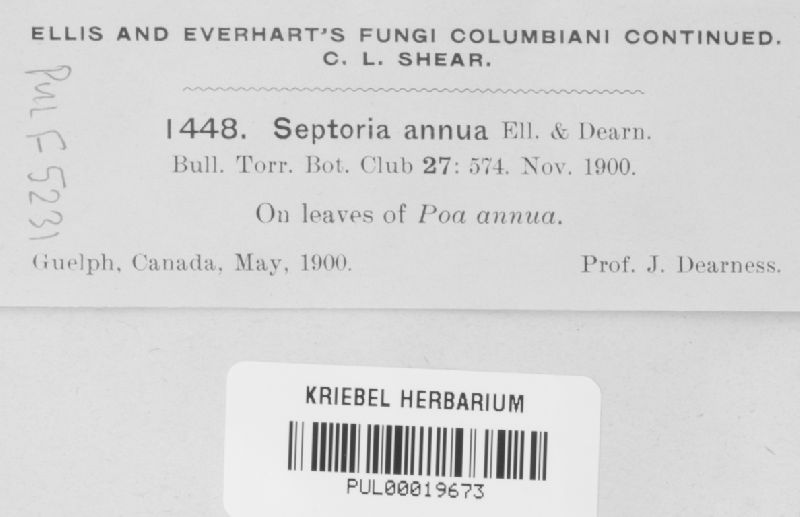 ELLIS AND EVERHART'S FUNGI COLUMBIANI CONTINUED.
C. L. SHEAR.
1448. Septoria annua Ell. & Dearn.
Bull. Torr. Bot. Club 27: 574. Nov. 1900.
On leaves of Poa annua.
Guelph, Canada, May, 1900. Prof. J. Dearness.
PUL F 5231
KRIEBEL HERBARIUM
PUL00019673